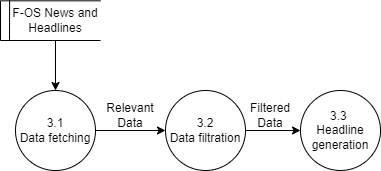 F-OS News and
Headlines
3.1
Data fetching
Relevant
Data
3.2
Data filtration
Filtered
Data
3.3
Headline
generation